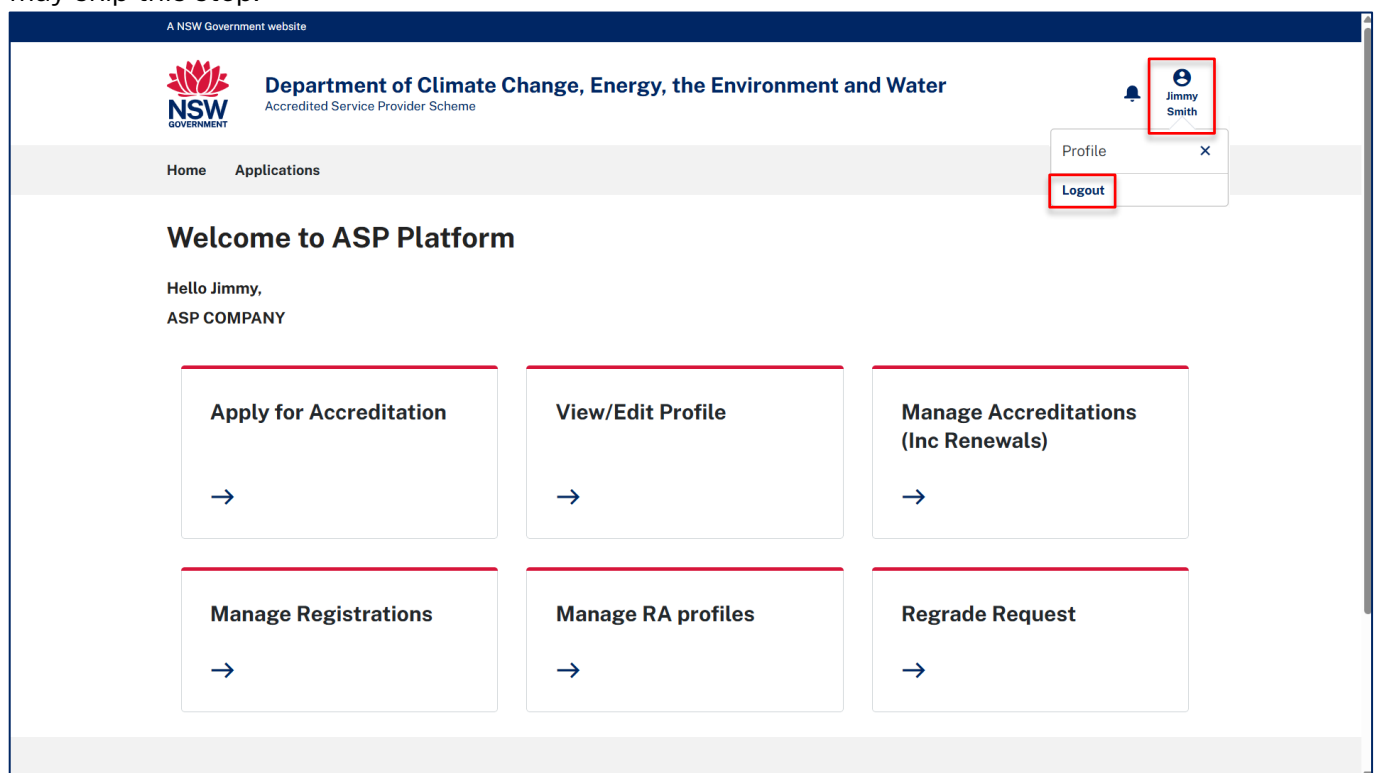 may skip this step.
A NSW Government website
Department of Climate Change, Energy, the Environment and Water
Accredited Service Provider Scheme
NSW
GOVERNMENT
Jimmy
Smith
Profile
Home Applications
Logout
Welcome to ASP Platform
Hello Jimmy,
ASP COMPANY
Apply for Accreditation
View/Edit Profile
Manage Accreditations
(Inc Renewals)
Manage Registrations
Manage RA profiles
Regrade Request